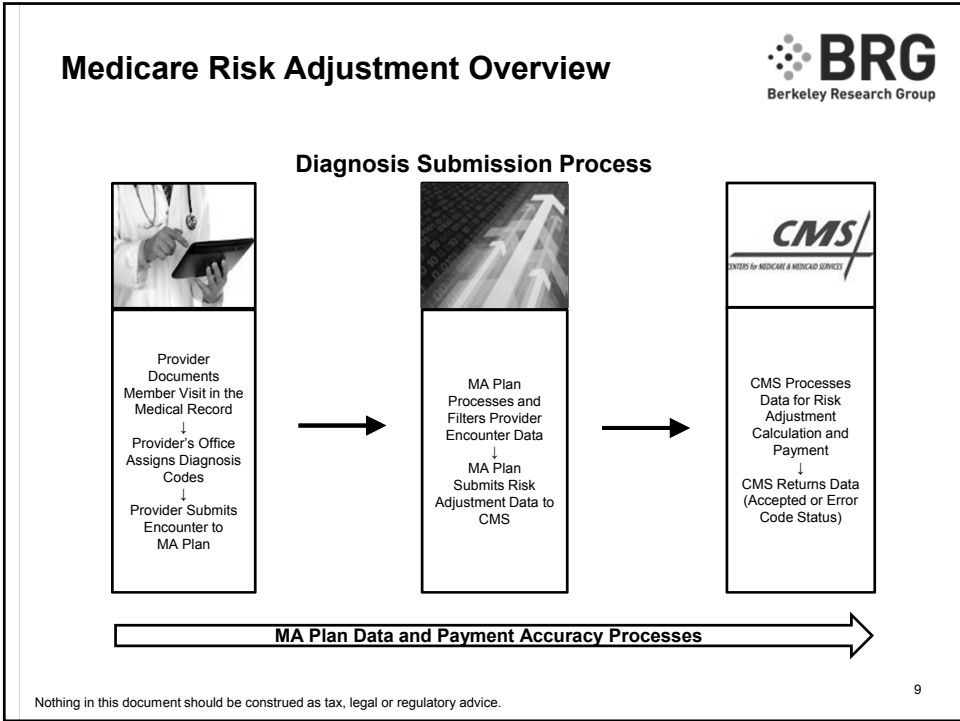 Medicare Risk Adjustment Overview
BRG
Berkeley Research Group
Diagnosis Submission Process
Provider
Documents
Member Visit in the
Medical Record
↓
Provider's Office
Assigns Diagnosis
Codes
↓
Provider Submits
Encounter to
MA Plan
MA Plan
Processes and
Filters Provider
Encounter Data
↓
MA Plan
Submits Risk
Adjustment Data to
CMS
CMS
CENTERS for MEDICARE & MEDICAID SERVICES
CMS Processes
Data for Risk
Adjustment
Calculation and
Payment
↓
CMS Returns Data
(Accepted or Error
Code Status)
MA Plan Data and Payment Accuracy Processes
Nothing in this document should be construed as tax, legal or regulatory advice.
9